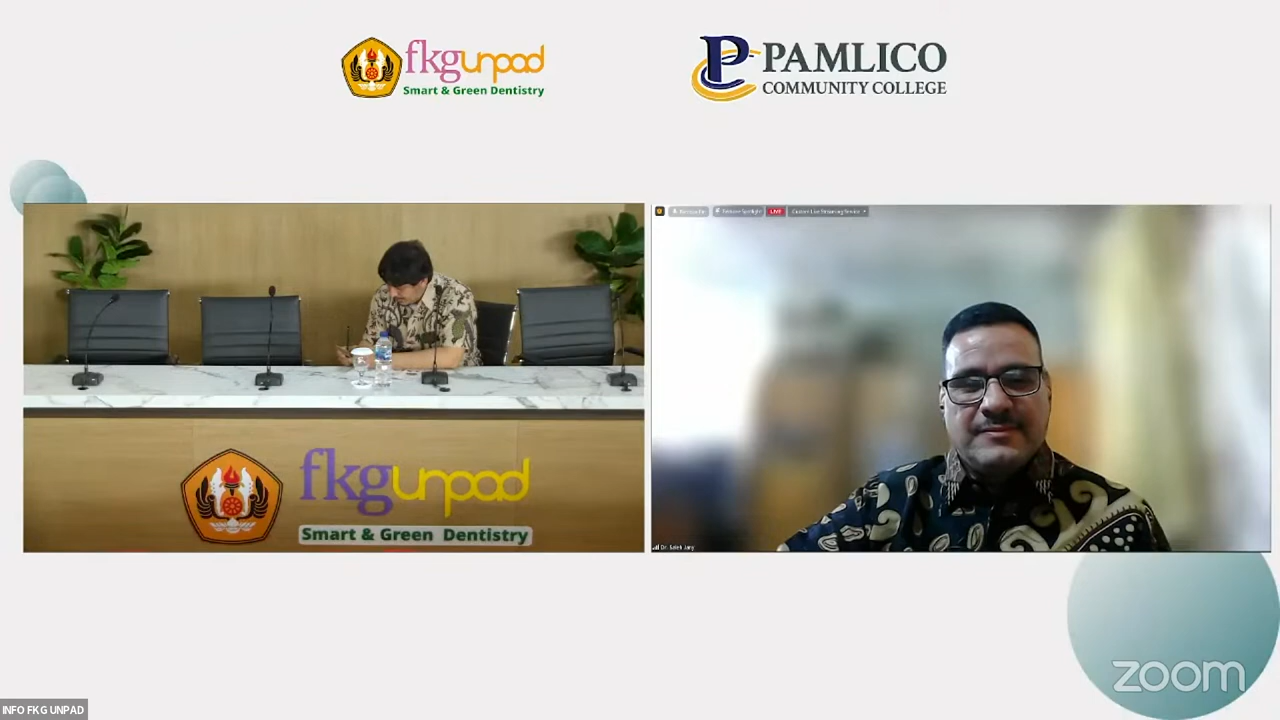 fkgunpad
Smart & Green Dentistry
PAMLICO
COMMUNITY COLLEGE
LIVE
fkgunpad
Smart & Green Dentistry
zoom
INFO FKG UNPAD